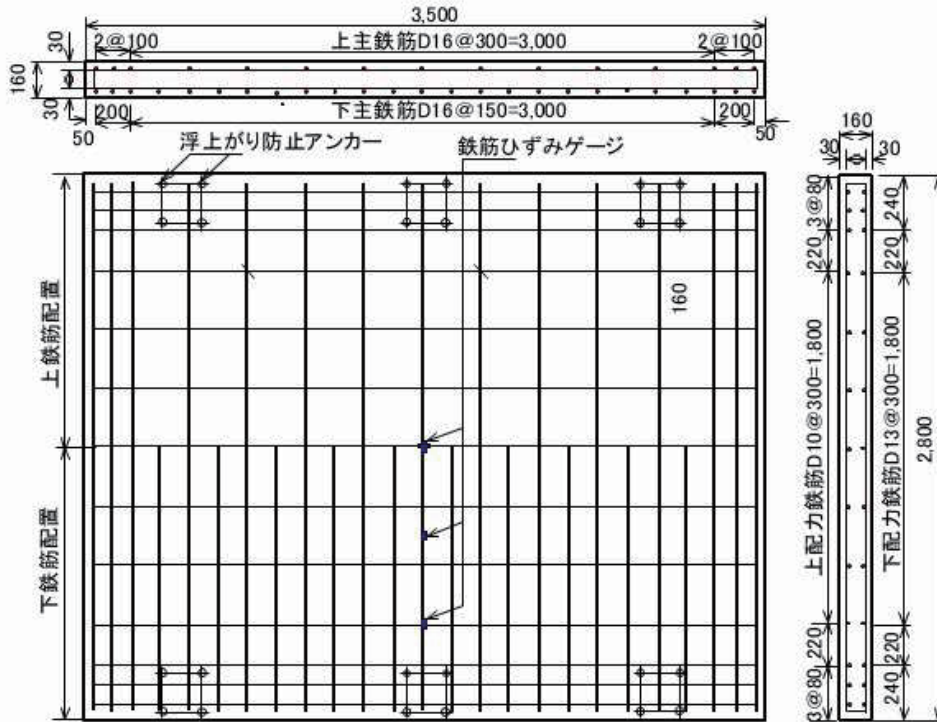 3,500
2@100
上主鉄筋D16@300=3,000
2@100
30
160
30
200
下主鉄筋D16@150=3,000
200
50
50
浮上がり防止アンカー
鉄筋ひずみゲージ
160
30
30
上鉄筋配置
下鉄筋配置
160
3@80
220
上配力鉄筋D10@300=1,800
220
3@80
240
220
下配力鉄筋D13@300=1,800
220
240
2,800